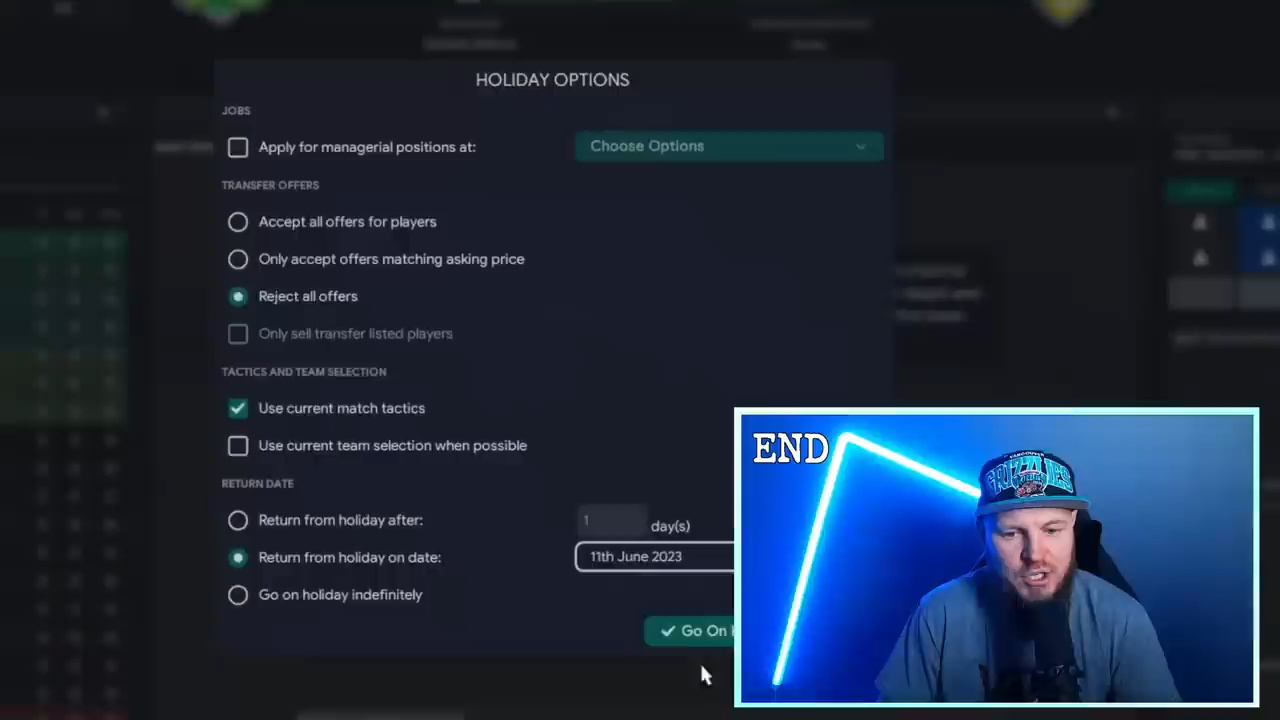 HOLIDAY OPTIONS
JOBS
Apply for managerial positions at:
Choose Options
TRANSFER OFFERS
Accept all offers for players
Only accept offers matching asking price
Reject all offers
Only sell transfer listed players
TACTICS AND TEAM SELECTION
Use current match tactics
Use current team selection when possible
RETURN DATE
Return from holiday after:
1
day(s)
Return from holiday on date:
11th June 2023
Go on holiday indefinitely
Go On
END
VANCOUVER
GRIZZLIES